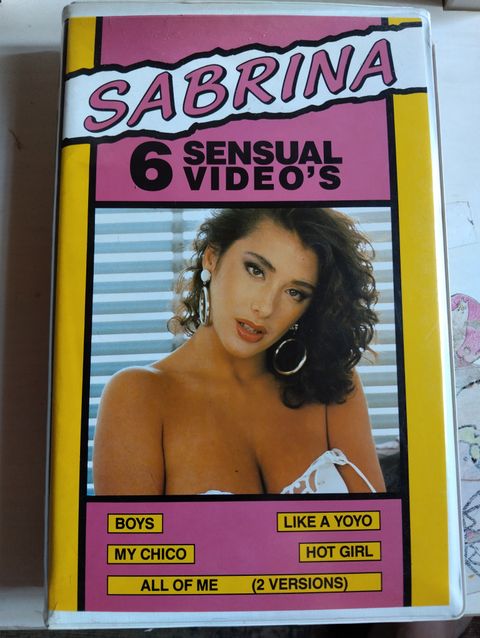 SABRINA
6 SENSUAL
VIDEO'S
BOYS
LIKE A YOYO
MY CHICO
HOT GIRL
ALL OF ME (2 VERSIONS)